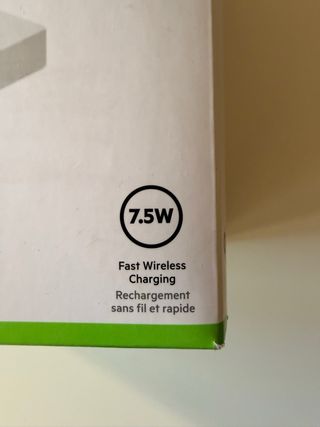 7.5W
Fast Wireless
Charging
Rechargement
sans fil et rapide